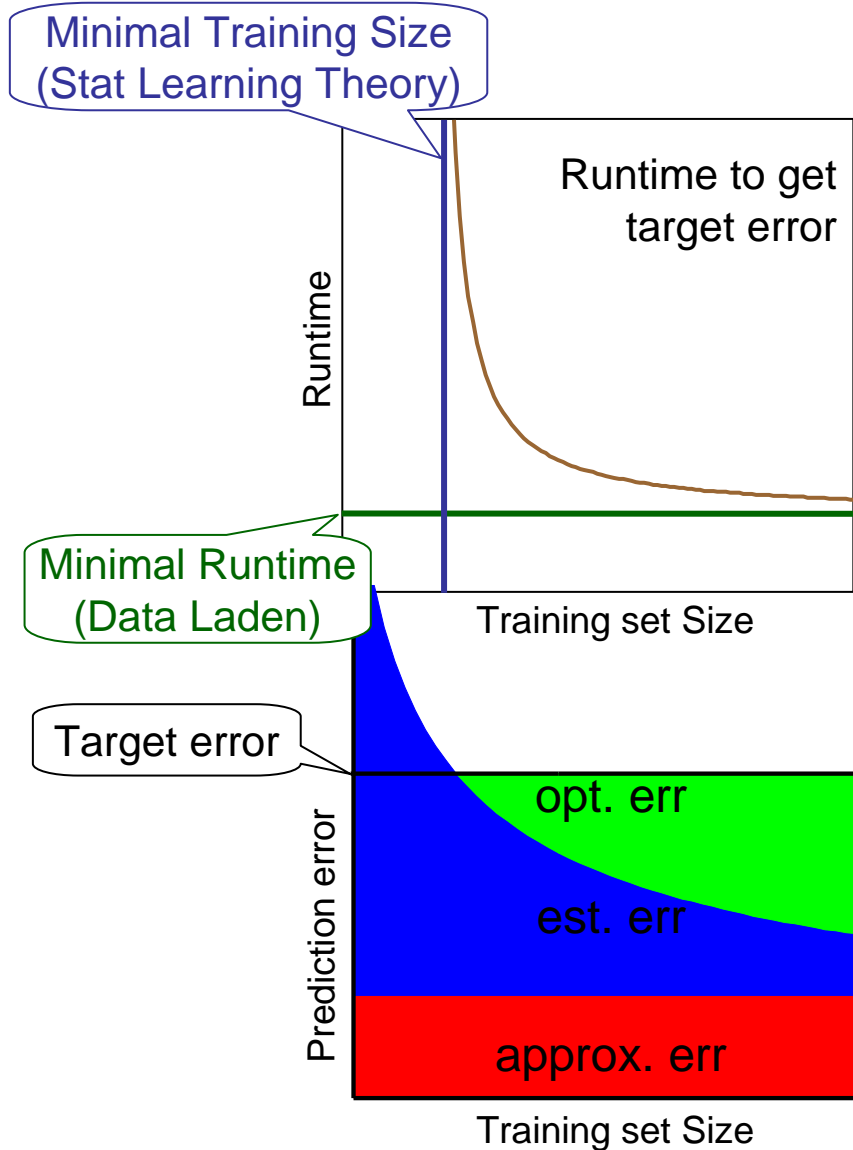 Minimal Training Size
(Stat Learning Theory)
Runtime to get
target error
Runtime
Minimal Runtime
(Data Laden)
Training set Size
Target error
opt. err
est. err
Prediction error
approx. err
Training set Size